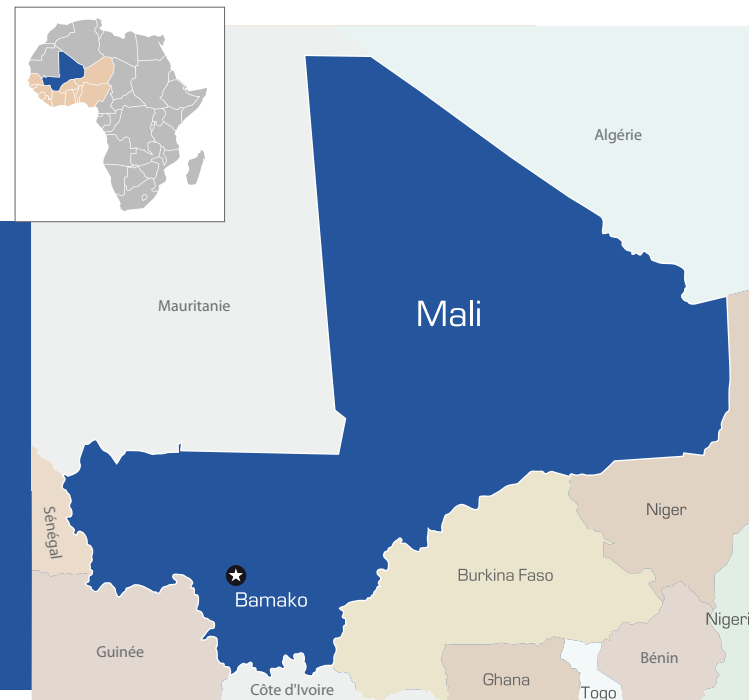 Algérie
Mauritanie
Mali
Sénégal
Niger
Burkina Faso
Bamako
Nigeri
Guinée
Bénin
Ghana
Côte d'Ivoire
Togo